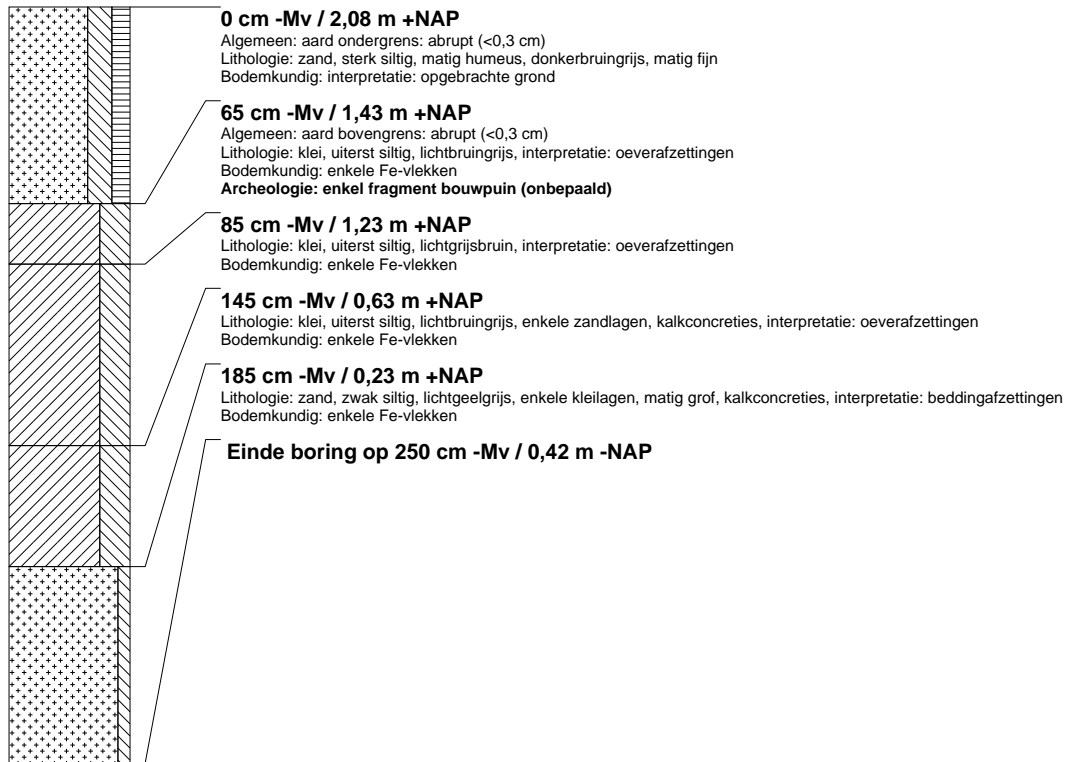 0 cm -Mv / 2,08 m +NAP
Algemeen: aard ondergrens: abrupt (<0,3 cm)
Lithologie: zand, sterk siltig, matig humeus, donkerbruingrijs, matig fijn
Bodemkundig: interpretatie: opgebrachte grond
65 cm -Mv / 1,43 m +NAP
Algemeen: aard bovengrens: abrupt (<0,3 cm)
Lithologie: klei, uiterst siltig, lichtbruingrijs, interpretatie: oeverafzettingen
Bodemkundig: enkele Fe-vlekken
Archeologie: enkel fragment bouwpuin (onbepaald)
85 cm -Mv / 1,23 m +NAP
Lithologie: klei, uiterst siltig, lichtgrijsbruin, interpretatie: oeverafzettingen
Bodemkundig: enkele Fe-vlekken
145 cm -Mv / 0,63 m +NAP
Lithologie: klei, uiterst siltig, lichtbruingrijs, enkele zandlagen, kalkconcreties, interpretatie: oeverafzettingen
Bodemkundig: enkele Fe-vlekken
185 cm -Mv / 0,23 m +NAP
Lithologie: zand, zwak siltig, lichtgeelgrijs, enkele kleilagen, matig grof, kalkconcreties, interpretatie: beddingafzettingen
Bodemkundig: enkele Fe-vlekken
Einde boring op 250 cm -Mv / 0,42 m -NAP